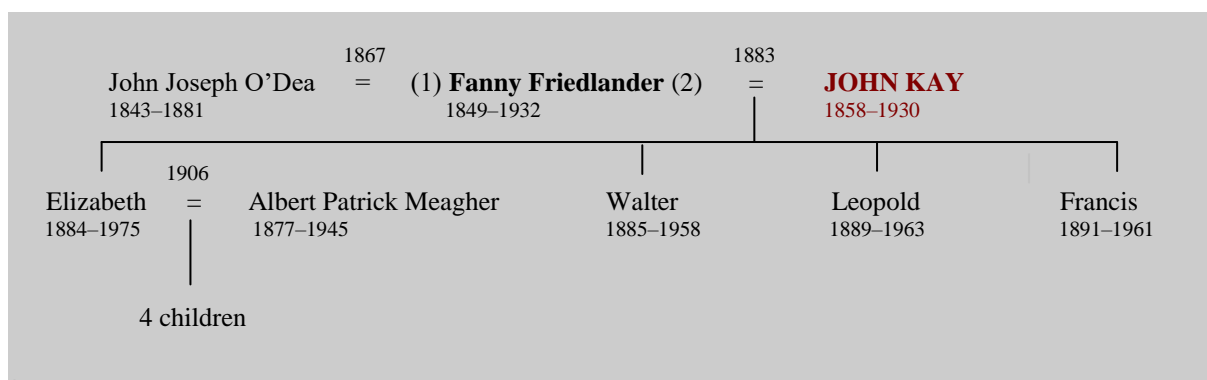 1867 1883
John Joseph O’Dea = (1) Fanny Friedlander (2) = JOHN KAY
1843–1881 1849–1932 1858–1930
1906
Elizabeth = Albert Patrick Meagher Walter Leopold Francis
1884–1975 1877–1945 1885–1958 1889–1963 1891–1961
4 children